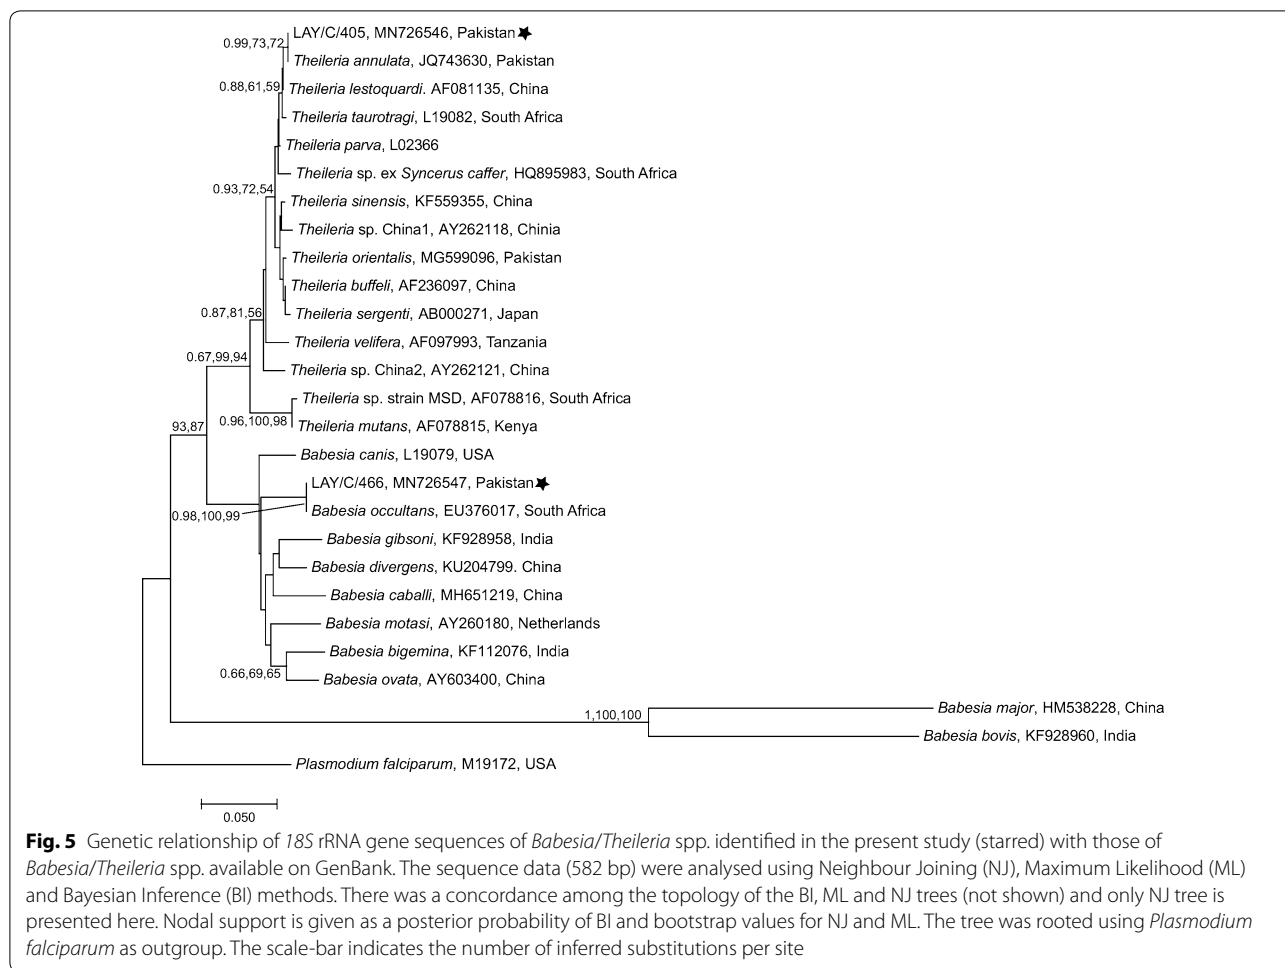 LAY/C/405, MN726546, Pakistan★
0.99,73,72
Theileria annulata, JQ743630, Pakistan
0.88,61,59
Theileria lestoquardi. AF081135, China
Theileria taurotragi, L19082, South Africa
Theileria parva, L02366
Theileria sp. ex Syncerus caffer, HQ895983, South Africa
0.93,72,54
Theileria sinensis, KF559355, China
Theileria sp. China1, AY262118, Chinia
Theileria orientalis, MG599096, Pakistan
Theileria buffeli, AF236097, China
0.87,81,56
Theileria sergenti, AB000271, Japan
Theileria velifera, AF097993, Tanzania
0.67,99,94
Theileria sp. China2, AY262121, China
Theileria sp. strain MSD, AF078816, South Africa
0.96,100,98
Theileria mutans, AF078815, Kenya
93,87
Babesia canis, L19079, USA
LAY/C/466, MN726547, Pakistan★
Babesia occultans, EU376017, South Africa
0.98,100,99
Babesia gibsoni, KF928958, India
Babesia divergens, KU204799. China
Babesia caballi, MH651219, China
Babesia motasi, AY260180, Netherlands
Babesia bigemina, KF112076, India
0.66,69,65
Babesia ovata, AY603400, China
Babesia major, HM538228, China
1,100,100
Babesia bovis, KF928960, India
Plasmodium falciparum, M19172, USA
0.050
Fig. 5 Genetic relationship of 18S rRNA gene sequences of Babesia/Theileria spp. identified in the present study (starred) with those of
Babesia/Theileria spp. available on GenBank. The sequence data (582 bp) were analysed using Neighbour Joining (NJ), Maximum Likelihood (ML)
and Bayesian Inference (BI) methods. There was a concordance among the topology of the BI, ML and NJ trees (not shown) and only NJ tree is
presented here. Nodal support is given as a posterior probability of BI and bootstrap values for NJ and ML. The tree was rooted using Plasmodium
falciparum as outgroup. The scale-bar indicates the number of inferred substitutions per site